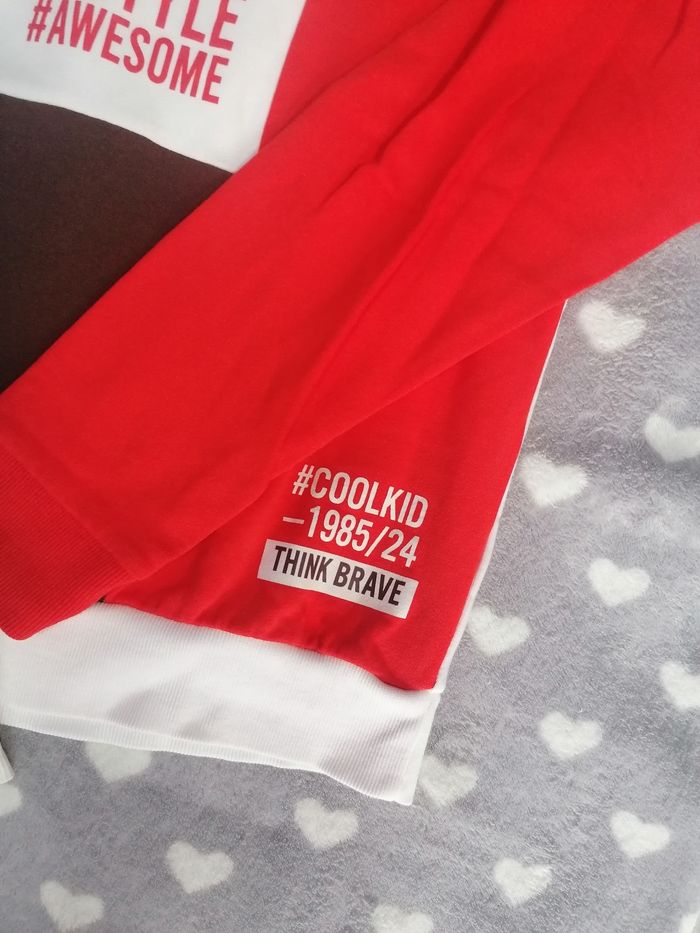 #AWESOME
#COOLKID
–1985/24
THINK BRAVE